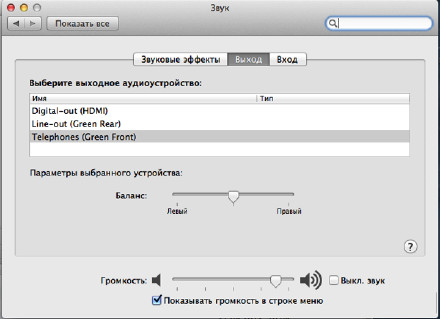 Звук
Показать все
Звуковые эффекты Выход Вход
Выберите выходное аудиоустройство:
Имя Тип
Digital-out (HDMI)
Line-out (Green Rear)
Telephones (Green Front)
Параметры выбранного устройства:
Баланс:
Левый Правый
?
Громкость: Выкл. звук
Показывать громкость в строке меню